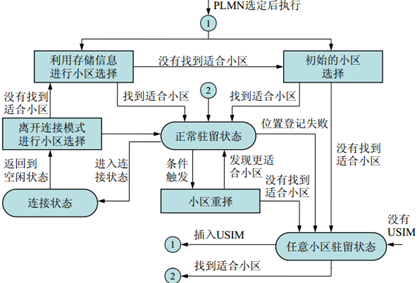 PLMN选定后执行
1
利用存储信息
进行小区选择
没有找到适合小区
初始的小区
选择
没有找到
适合小区
找到适合小区
2
找到适合小区
离开连接模式
进行小区选择
正常驻留状态
位置登记失败
没有找到
适合小区
返回到
空闲状态
进入连
接状态
条件
触发
发现更适
合小区
没有找到
适合小区
连接状态
小区重择
没有
USIM
1
插入USIM
任意小区驻留状态
2
找到适合小区